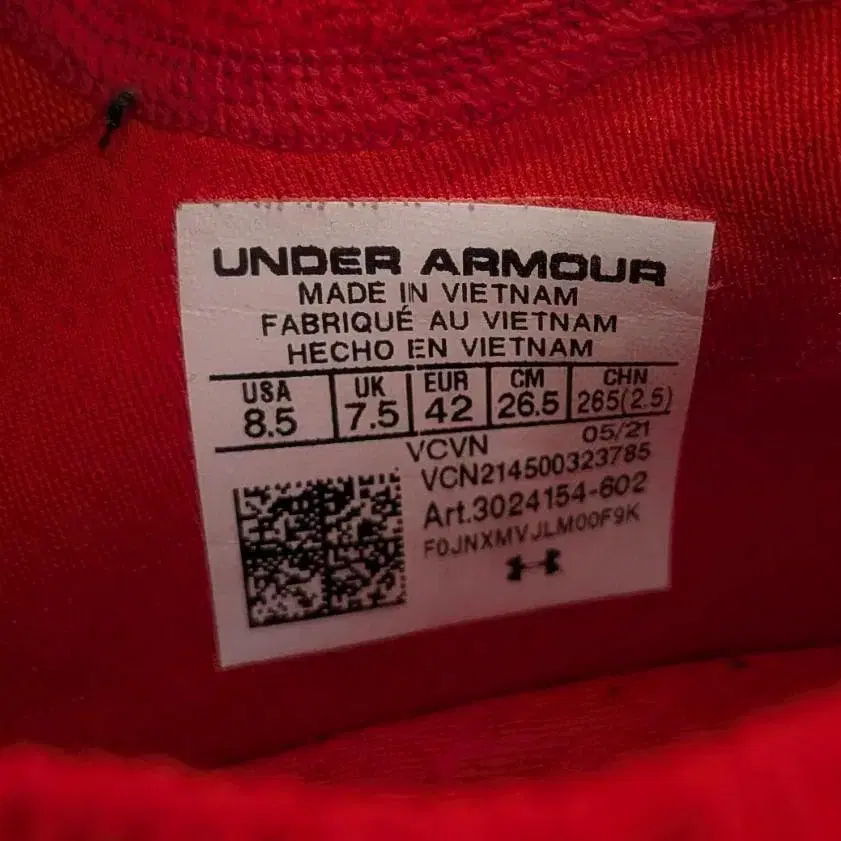 UNDER ARMOUR
MADE IN VIETNAM
FABRIQUÉ AU VIETNAM
HECHO EN VIETNAM
USA UK EUR CM CHN
8.5 7.5 42 26.5 265(2.5)
VCVN 05/21
VCN214500323785
Art.3024154-602
F0JNXMVJLM00F9K